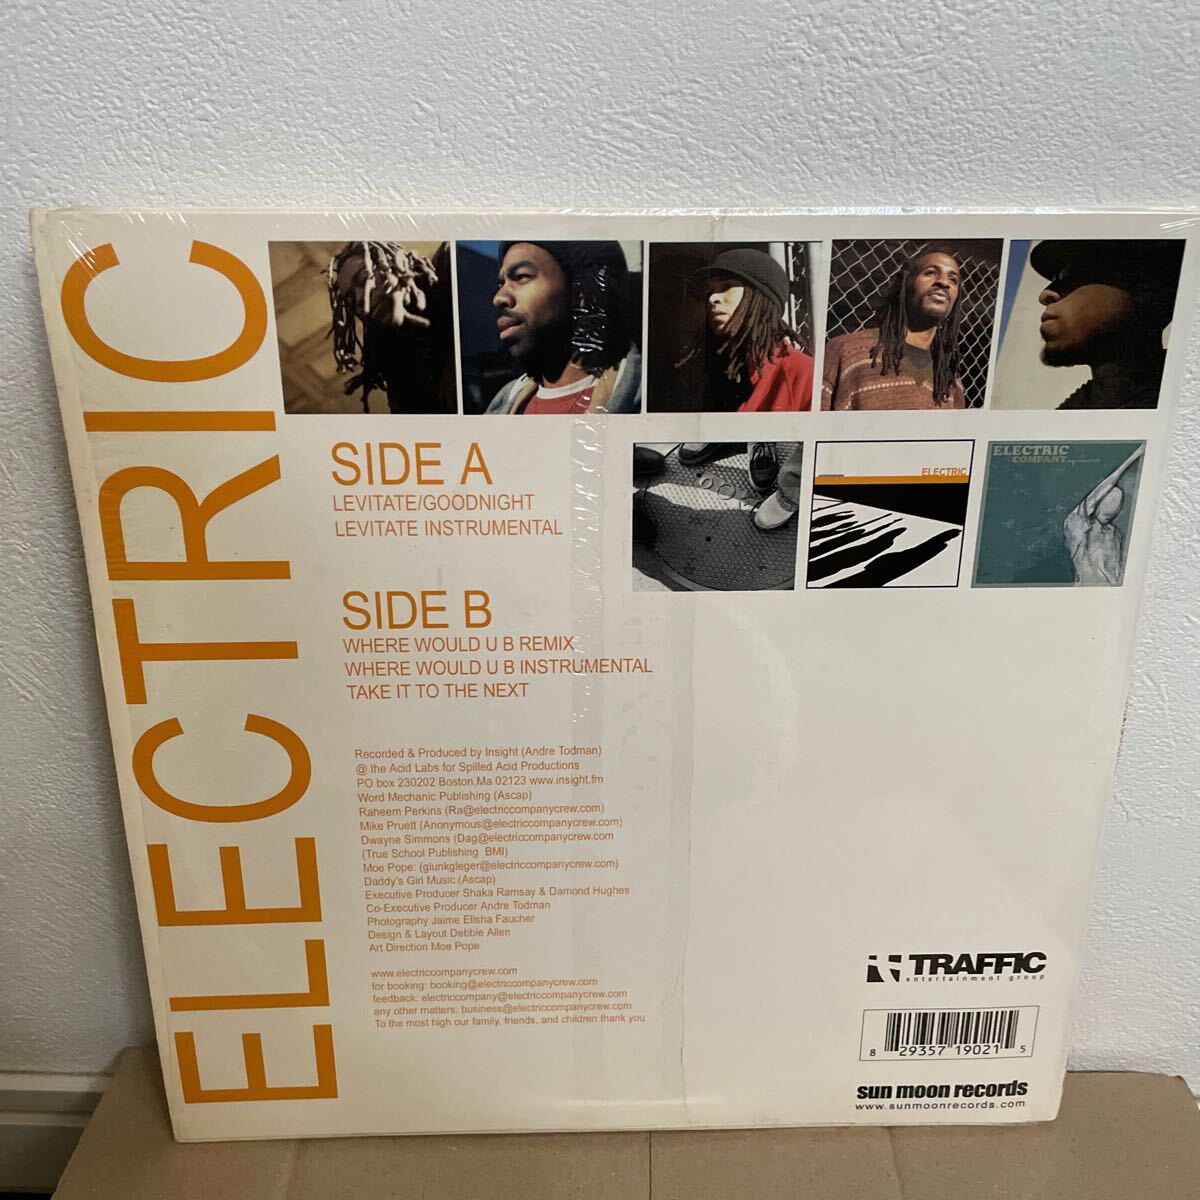 ELECTRIC
SIDE A
LEVITATE/GOODNIGHT
LEVITATE INSTRUMENTAL
SIDE B
WHERE WOULD U B REMIX
WHERE WOULD U B INSTRUMENTAL
TAKE IT TO THE NEXT
ELECTRIC
ELECTRIC
COMPANY
Recorded & Produced by Insight (Andre Todman)
@ the Acid Labs for Spilled Acid Productions
PO box 230202 Boston,Ma 02123 www.insight.fm
Word Mechanic Publishing (Ascap)
Raheem Perkins (Ra@electriccompanycrew.com)
Mike Pruett (Anonymous@electriccompanycrew.com)
Dwayne Simmons (Dag@electriccompanycrew.com
(True School Publishing BMI)
Moe Pope: (glunkgleger@electriccompanycrew.com)
Daddy's Girl Music (Ascap)
Executive Producer Shaka Ramsay & Damond Hughes
Co-Executive Producer Andre Todman
Photography Jaime Elisha Faucher
Design & Layout Debbie Allen
Art Direction Moe Pope
www.electriccompanycrew.com
for booking: booking@electriccompanycrew.com
feedback: electriccompany@electriccompanycrew.com
any other matters: business@electriccompanycrew.com
To the most high our family, friends, and children thank you
TRAFFIC
entertainment group
8 29357 19021 5
sun moon records
www.sunmoonrecords.com